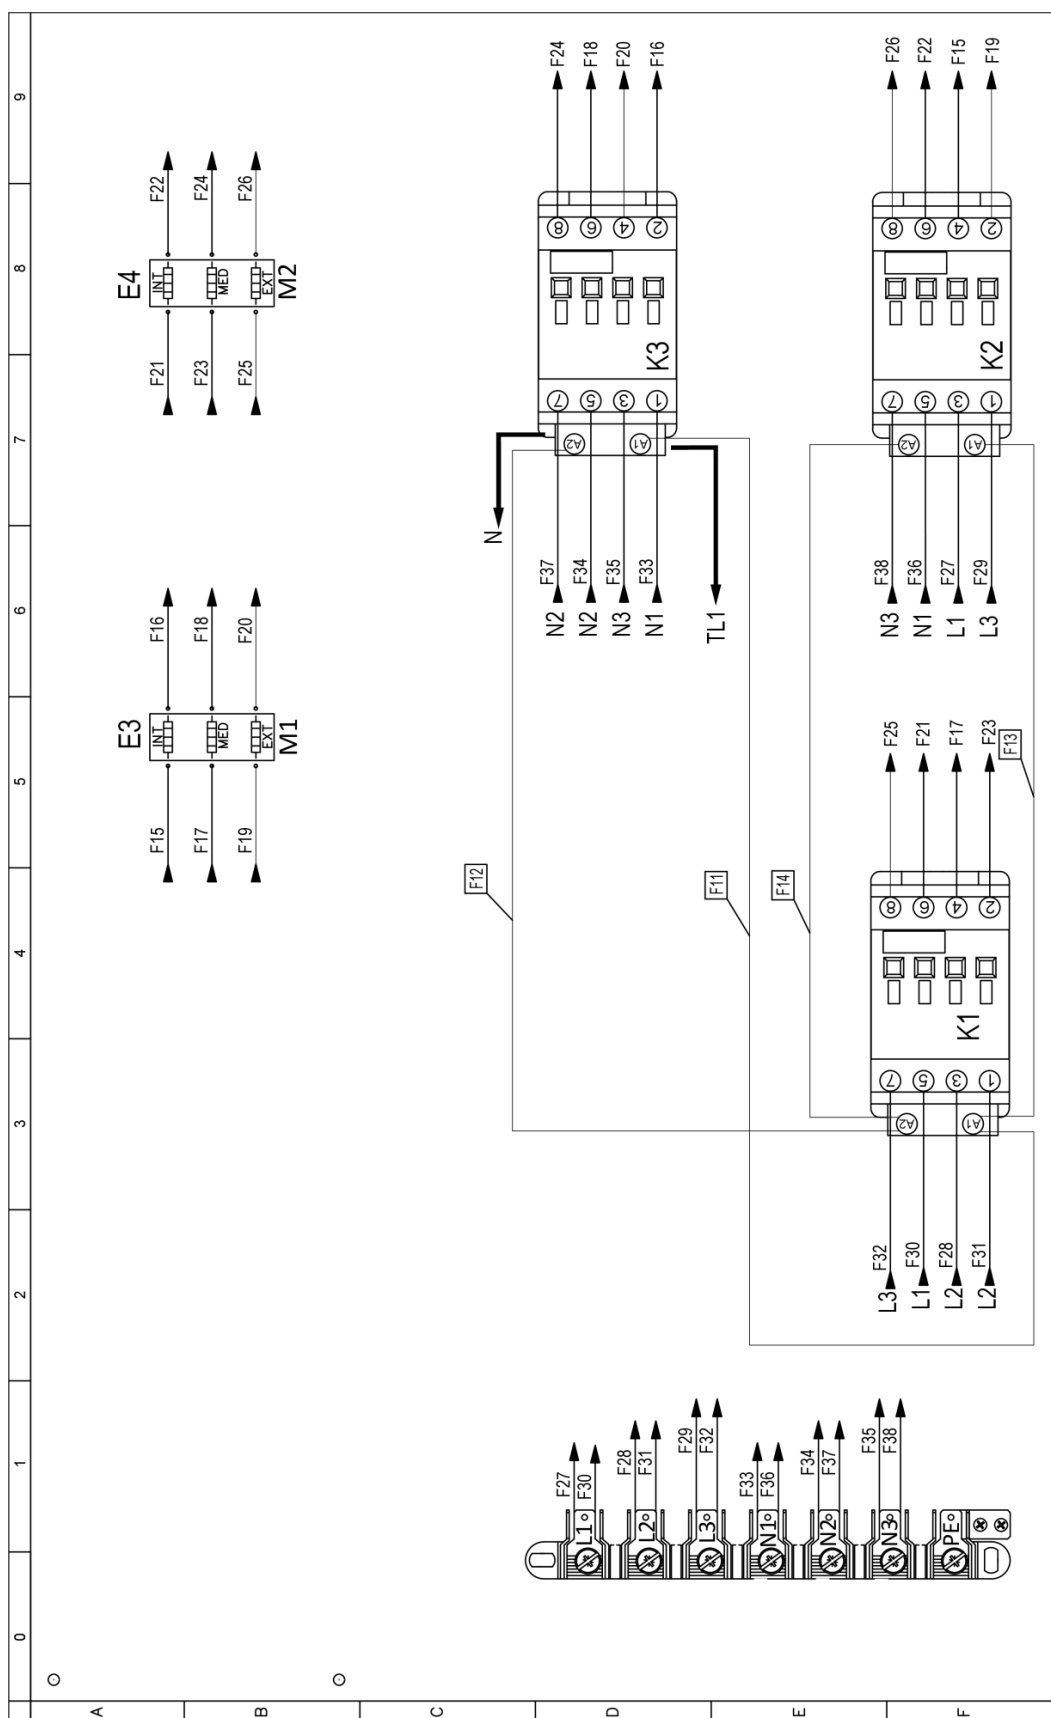 9
8
7
6
5
4
3
2
1
0
A
B
C
D
E
F
F22
F24
F26
E4
INT
MED
EXT
M2
F21
F23
F25
F16
F18
F20
E3
INT
MED
EXT
M1
F15
F17
F19
F24
F18
F20
F16
8
6
4
2
K3
7
5
3
1
A2
A1
N
TL1
F37
F34
F35
F33
N2
N2
N3
N1
F26
F22
F15
F19
8
6
4
2
K2
7
5
3
1
A2
A1
F38
F36
F27
F29
N3
N1
L1
L3
F12
F11
F14
F13
F25
F21
F17
F23
8
6
4
2
K1
7
5
3
1
A2
A1
F32
F30
F28
F31
L3
L1
L2
L2
F27
F30
F28
F31
F29
F32
F33
F36
F34
F37
F35
F38
L1
L2
L3
N1
N2
N3
PE